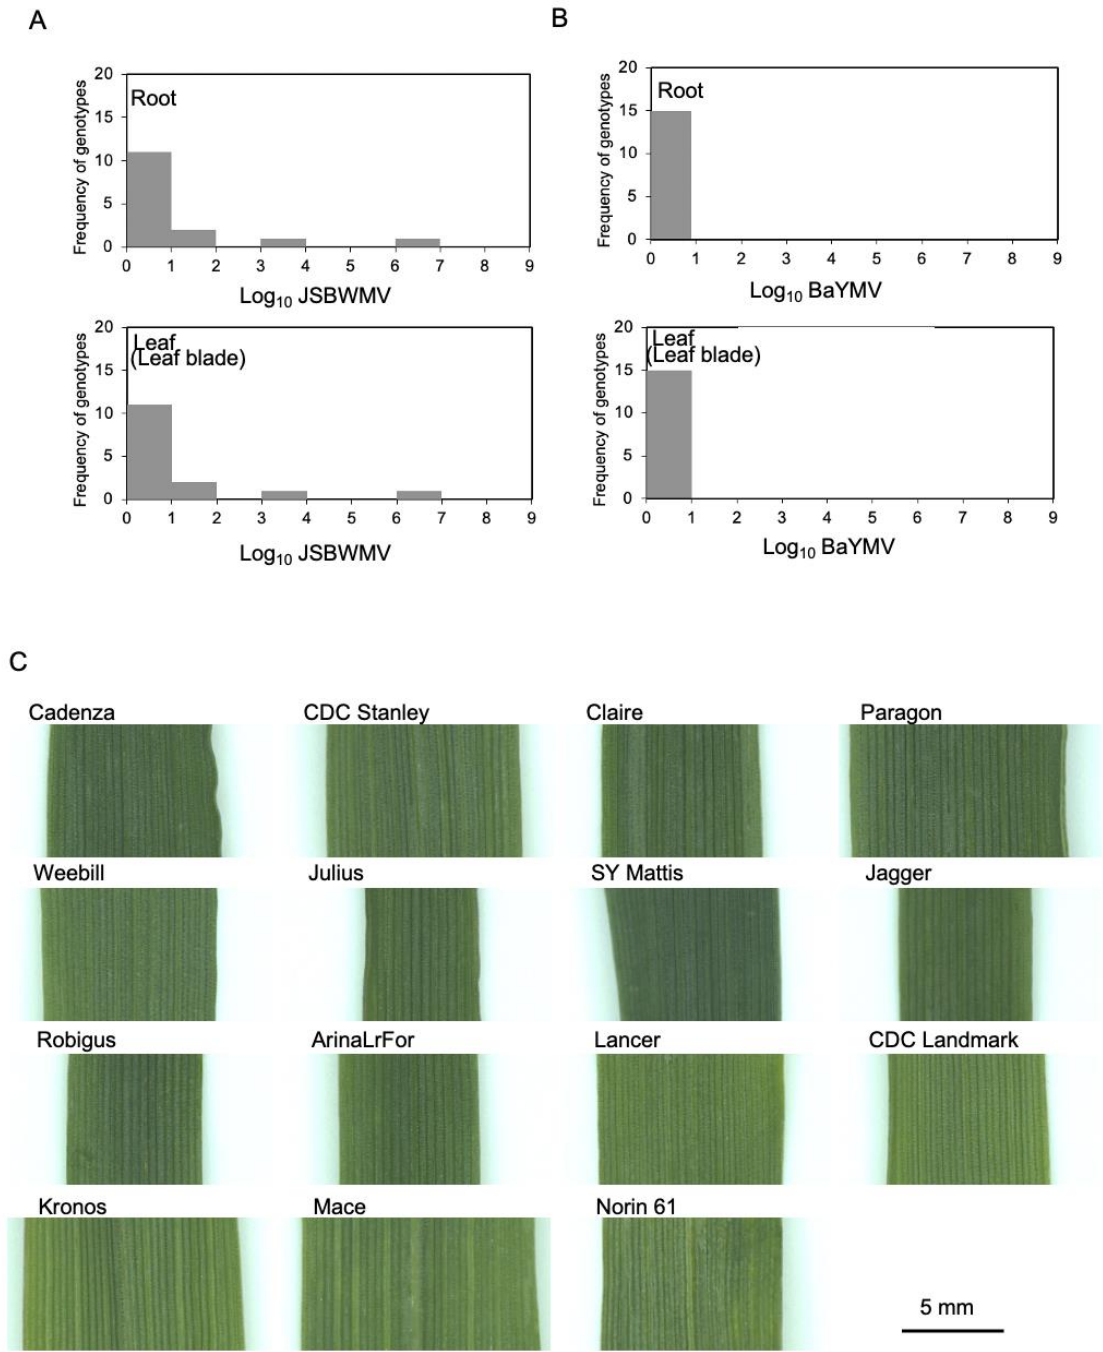 A
B
Frequency of genotypes
20
15
10
5
0
Root
0 1 2 3 4 5 6 7 8 9
Log10 JSBWMV
Frequency of genotypes
20
15
10
5
0
Root
0 1 2 3 4 5 6 7 8 9
Log10 BaYMV
Frequency of genotypes
20
15
10
5
0
Leaf
(Leaf blade)
0 1 2 3 4 5 6 7 8 9
Log10 JSBWMV
Frequency of genotypes
20
15
10
5
0
Leaf
(Leaf blade)
0 1 2 3 4 5 6 7 8 9
Log10 BaYMV
C
Cadenza CDC Stanley Claire Paragon
Weebill Julius SY Mattis Jagger
Robigus ArinaLrFor Lancer CDC Landmark
Kronos Mace Norin 61
5 mm